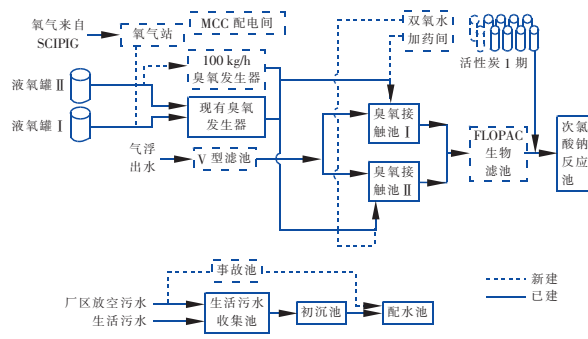 氧气来自
SCIPIG
氧气站
MCC 配电间
双氧水
加药间
活性炭 1 期
100 kg/h
臭氧发生器
液氧罐Ⅱ
液氧罐Ⅰ
现有臭氧
发生器
臭氧接
触池Ⅰ
气浮
出水
V 型滤池
臭氧接
触池Ⅱ
FLOPAC
生物
滤池
次氯
酸钠
反应
池
事故池
厂区放空污水
生活污水
生活污水
收集池
初沉池
配水池
新建
已建